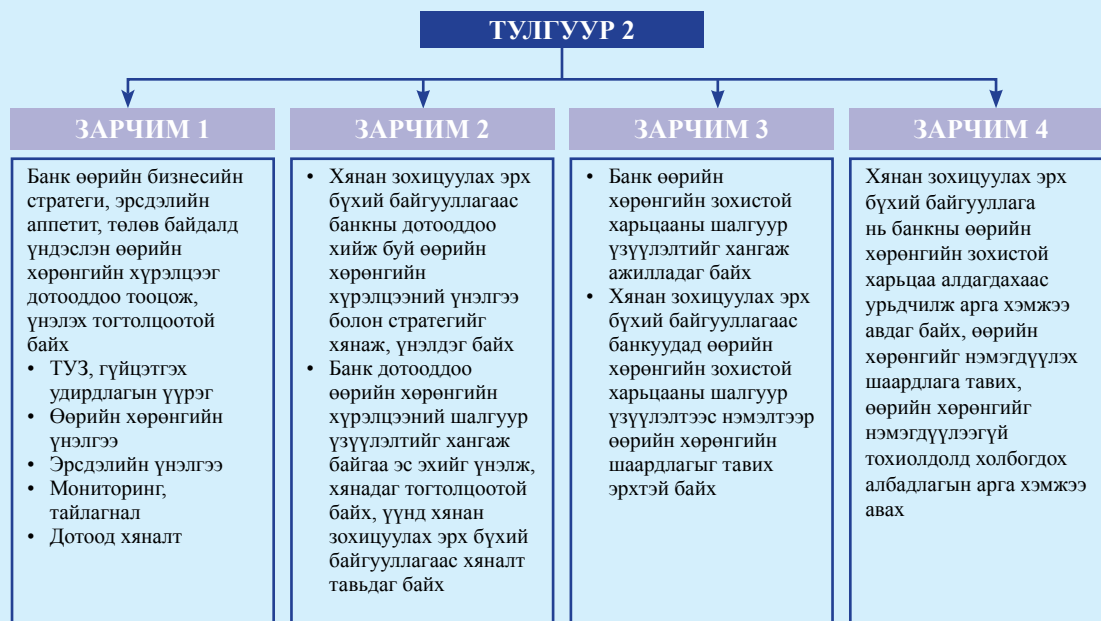 ТУЛГУУР 2
ЗАРЧИМ 1
Банк өөрийн бизнесийн
стратеги, эрсдэлийн
аппетит, төлөв байдалд
үндэслэн өөрийн
хөрөнгийн хүрэлцээг
дотооддоо тооцож,
үнэлэх тогтолцоотой
байх
• ТУЗ, гүйцэтгэх
удирдлагын үүрэг
• Өөрийн хөрөнгийн
үнэлгээ
• Эрсдэлийн үнэлгээ
• Мониторинг,
тайлагнал
• Дотоод хяналт
ЗАРЧИМ 2
• Хянан зохицуулах эрх
бүхий байгууллагаас
банкны дотооддоо
хийж буй өөрийн
хөрөнгийн
хүрэлцээний үнэлгээ
болон стратегийг
хянаж, үнэлдэг байх
• Банк дотооддоо
өөрийн хөрөнгийн
хүрэлцээний шалгуур
үзүүлэлтийг хангаж
байгаа эс эхийг үнэлж,
хянадаг тогтолцоотой
байх, үүнд хянан
зохицуулах эрх бүхий
байгууллагаас хяналт
тавьдаг байх
ЗАРЧИМ 3
• Банк өөрийн
хөрөнгийн зохистой
харьцааны шалгуур
үзүүлэлтийг хангаж
ажилладаг байх
• Хянан зохицуулах эрх
бүхий байгууллагаас
банкуудад өөрийн
хөрөнгийн зохистой
харьцааны шалгуур
үзүүлэлтээс нэмэлтээр
өөрийн хөрөнгийн
шаардлагыг тавих
эрхтэй байх
ЗАРЧИМ 4
Хянан зохицуулах эрх
бүхий байгууллага
нь банкны өөрийн
хөрөнгийн зохистой
харьцаа алдагдахаас
урьдчилж арга хэмжээ
авдаг байх, өөрийн
хөрөнгийг нэмэгдүүлэх
шаардлага тавих,
өөрийн хөрөнгийг
нэмэгдүүлээгүй
тохиолдолд холбогдох
албадлагын арга хэмжээ
авах